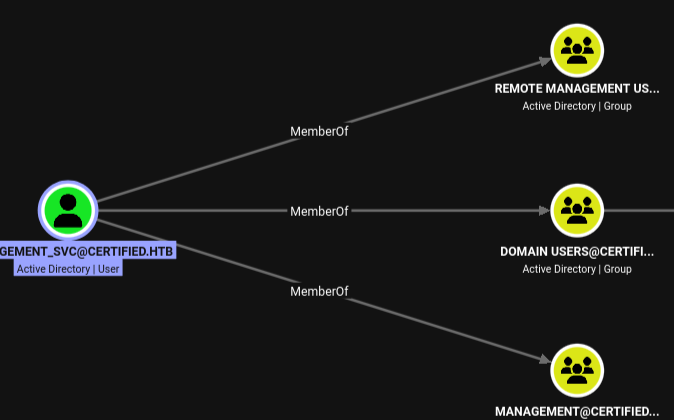 REMOTE MANAGEMENT US...
Active Directory | Group
MemberOf
MemberOf
GEMENT_SVC@CERTIFIED.HTB
Active Directory | User
DOMAIN USERS@CERTIFI...
Active Directory | Group
MemberOf
MANAGEMENT@CERTIFIED...